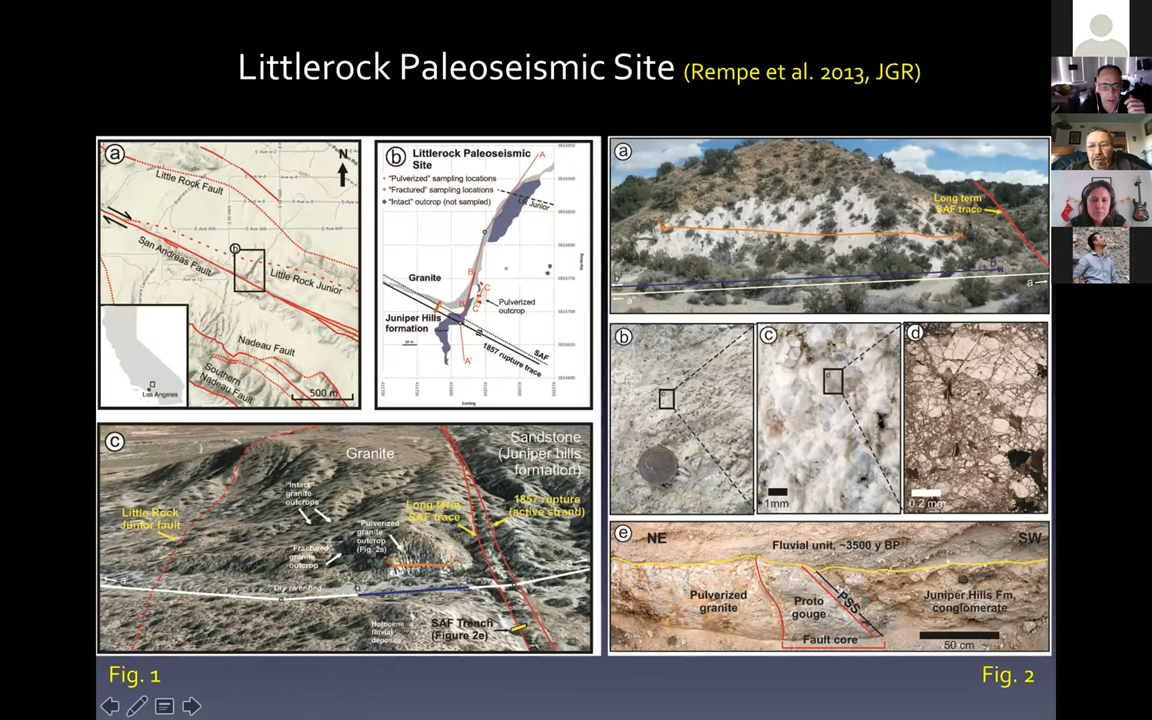 Littlerock Paleoseismic Site (Rempe et al. 2013, JGR)
a
N
Little Rock Fault
San Andreas Fault
b
Little Rock Junior
Nadeau Fault
Southern
Nadeau Fault
Los Angeles
500 m
b
Littlerock Paleoseismic
Site
"Pulverized" sampling locations
"Fractured" sampling locations
"Intact" outcrop (not sampled)
A
Junior
Granite
B
C
B'
C'
Pulverized
outcrop
Juniper Hills
formation
SAF
1857 rupture trace
A'
Easting
c
Granite
Sandstone
(Juniper hills
formation)
"Intact"
granite
outcrops
Little Rock
Junior fault
"Pulverized"
granite
outcrop
(Fig. 2a)
Long term
SAF trace
1857 rupture
(active strand)
"Fractured"
granite
outcrop
Dry river bed
Holocene
fluvial
deposits
SAF Trench
(Figure 2e)
a
Long term
SAF trace
b
b
a
a
b
c
1mm
d
0.2 mm
e
NE
Fluvial unit, ~3500 y BP
SW
Pulverized
granite
Proto
gouge
PSS
Juniper Hills Fm,
conglomerate
Fault core
50 cm
Fig. 1
Fig. 2